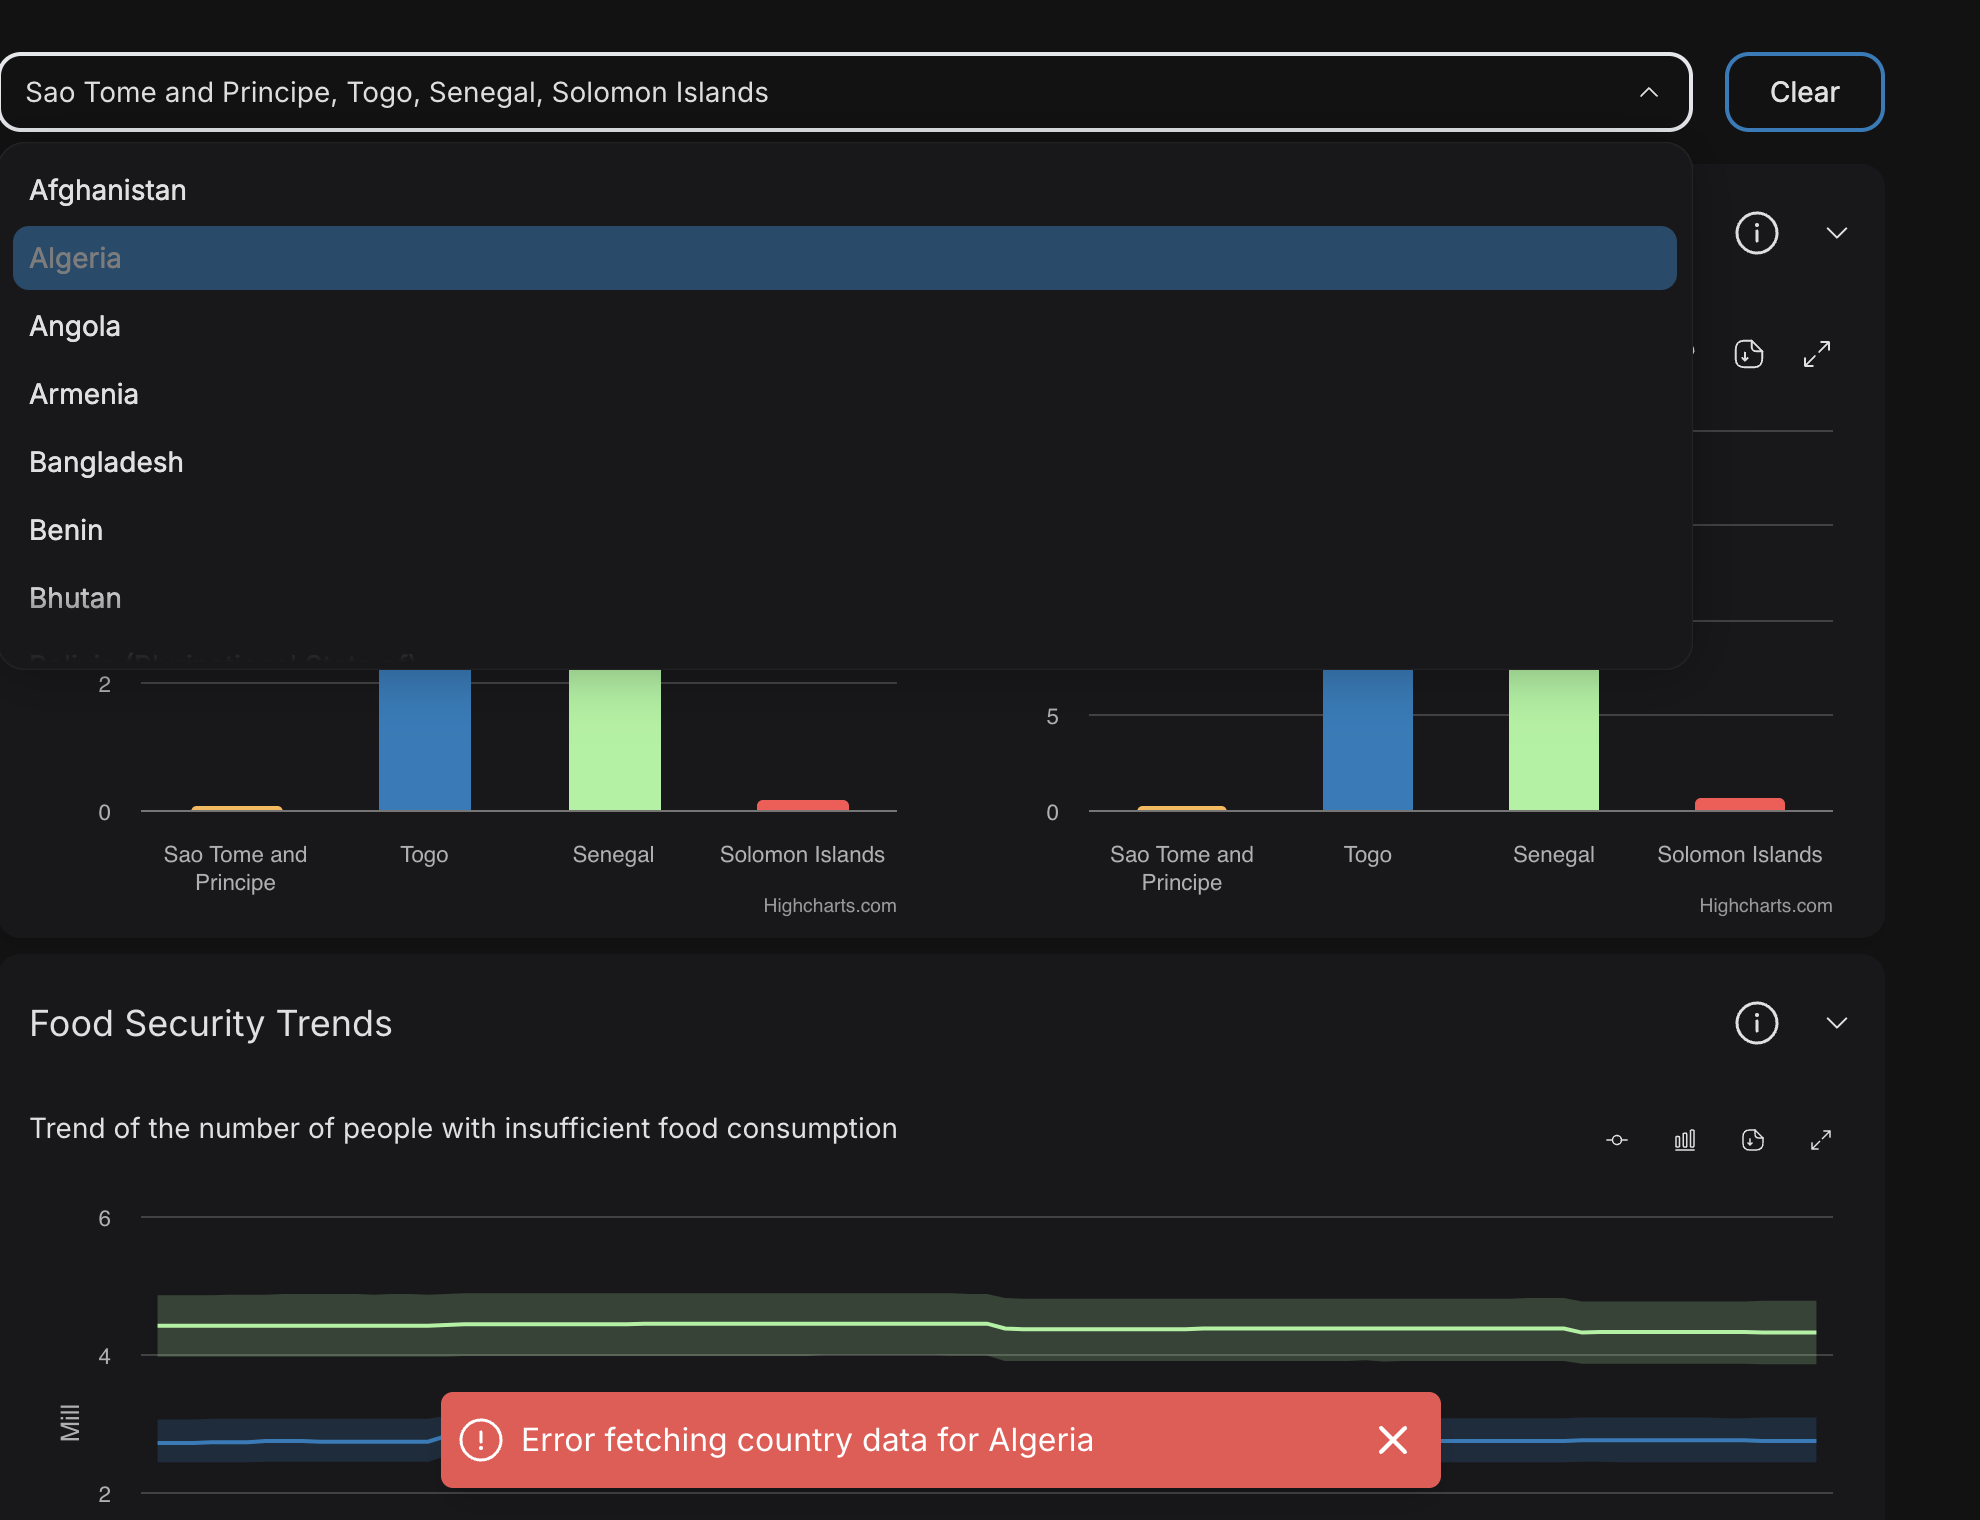 Sao Tome and Principe, Togo, Senegal, Solomon Islands
Clear
Afghanistan
Algeria
Angola
Armenia
Bangladesh
Benin
Bhutan
2
0
Sao Tome and
Principe
Togo
Senegal
Solomon Islands
Highcharts.com
5
0
Sao Tome and
Principe
Togo
Senegal
Solomon Islands
Highcharts.com
Food Security Trends
Trend of the number of people with insufficient food consumption
6
4
Mill
2
Error fetching country data for Algeria